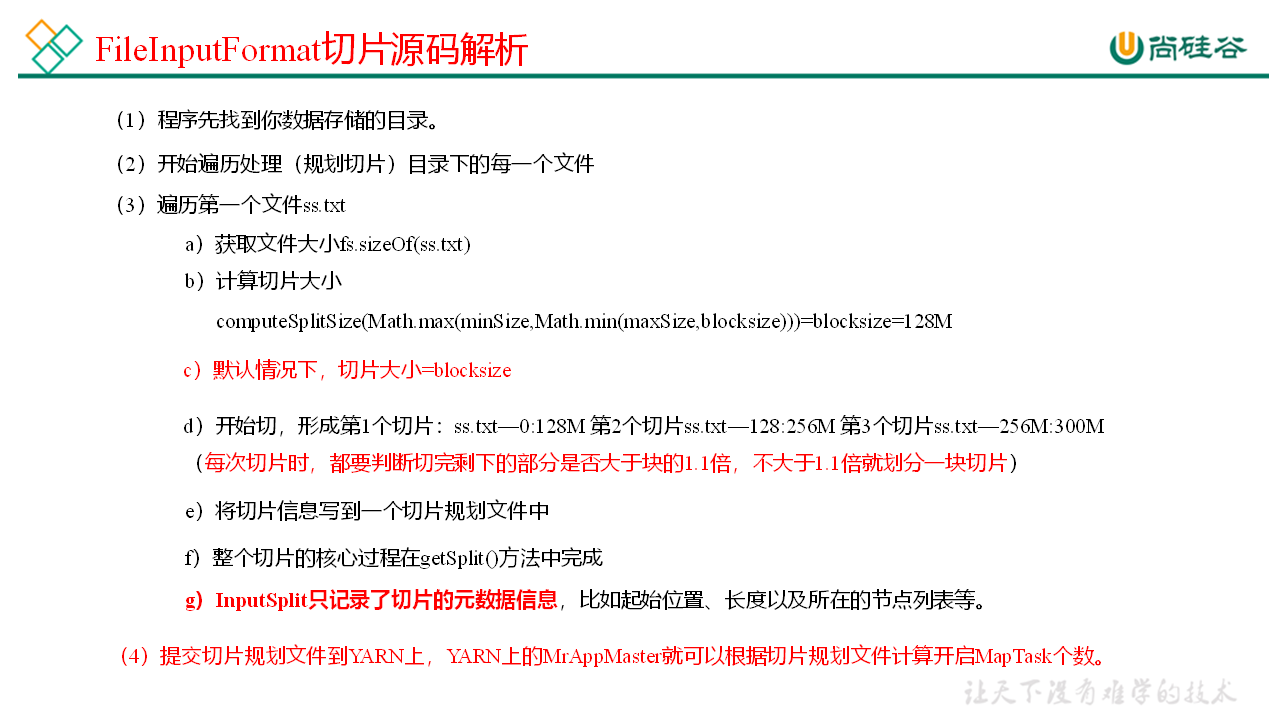 FileInputFormat切片源码解析
尚硅谷
（1）程序先找到你数据存储的目录。
（2）开始遍历处理（规划切片）目录下的每一个文件
（3）遍历第一个文件ss.txt
a）获取文件大小fs.sizeOf(ss.txt)
b）计算切片大小
computeSplitSize(Math.max(minSize,Math.min(maxSize,blocksize)))=blocksize=128M
c）默认情况下，切片大小=blocksize
d）开始切，形成第1个切片：ss.txt—0:128M 第2个切片ss.txt—128:256M 第3个切片ss.txt—256M:300M
（每次切片时，都要判断切完剩下的部分是否大于块的1.1倍，不大于1.1倍就划分一块切片）
e）将切片信息写到一个切片规划文件中
f）整个切片的核心过程在getSplit()方法中完成
g）InputSplit只记录了切片的元数据信息，比如起始位置、长度以及所在的节点列表等。
（4）提交切片规划文件到YARN上，YARN上的MrAppMaster就可以根据切片规划文件计算开启MapTask个数。
让天下没有难学的技术